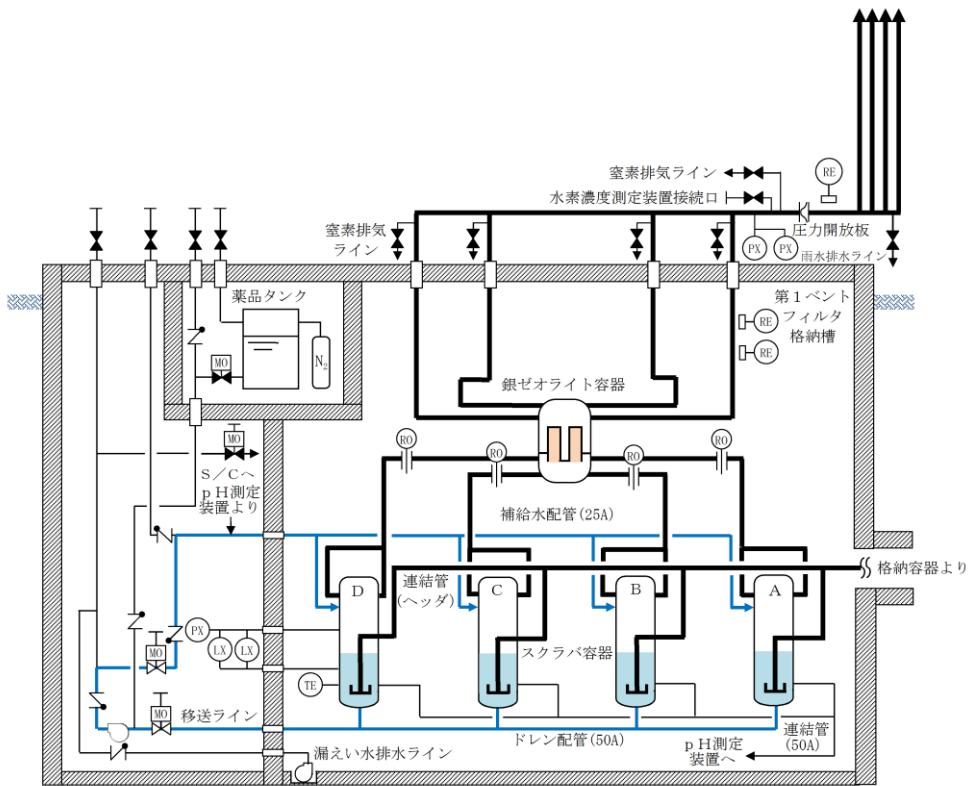 窒素排気ライン
RE
水素濃度測定装置接続口
圧力開放板
窒素排気
ライン
PX
PX
雨水排水ライン
薬品タンク
第１ベント
フィルタ
格納槽
RE
RE
N2
MO
銀ゼオライト容器
MO
RO
RO
RO
RO
Ｓ／Ｃへ
ｐＨ測定
装置より
補給水配管(25A)
連結管
(ヘッダ)
格納容器より
D
C
B
A
PX
LX
LX
MO
スクラバ容器
TE
MO
移送ライン
ドレン配管(50A)
連結管
(50A)
ｐＨ測定
装置へ
漏えい水排水ライン